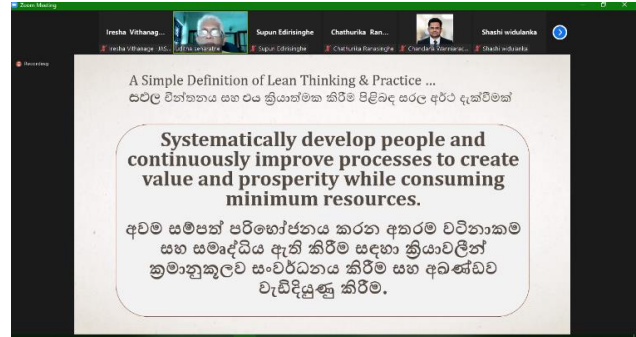 Zoom Meeting
Iresha Vithanag...
Supun Edirisinghe
Chathurika Ran...
Shashi widulanka
Iresha Vithanage
Supun Edirisinghe
Chathurika Ranasinghe
Shashi widulanka
Recording
A Simple Definition of Lean Thinking & Practice ...
සඵල චින්තනය සහ එය ක්‍රියාත්මක කිරීම පිළිබඳ සරල අර්ථ දැක්වීමක්
Systematically develop people and
continuously improve processes to create
value and prosperity while consuming
minimum resources.
අවම සම්පත් පරිභෝජනය කරන අතරම වටිනාකම
සහ සමෘද්ධිය ඇති කිරීම සඳහා ක්‍රියාවලීන්
ක්‍රමානුකූලව සංවර්ධනය කිරීම සහ අඛණ්ඩව
වැඩිදියුණු කිරීම.